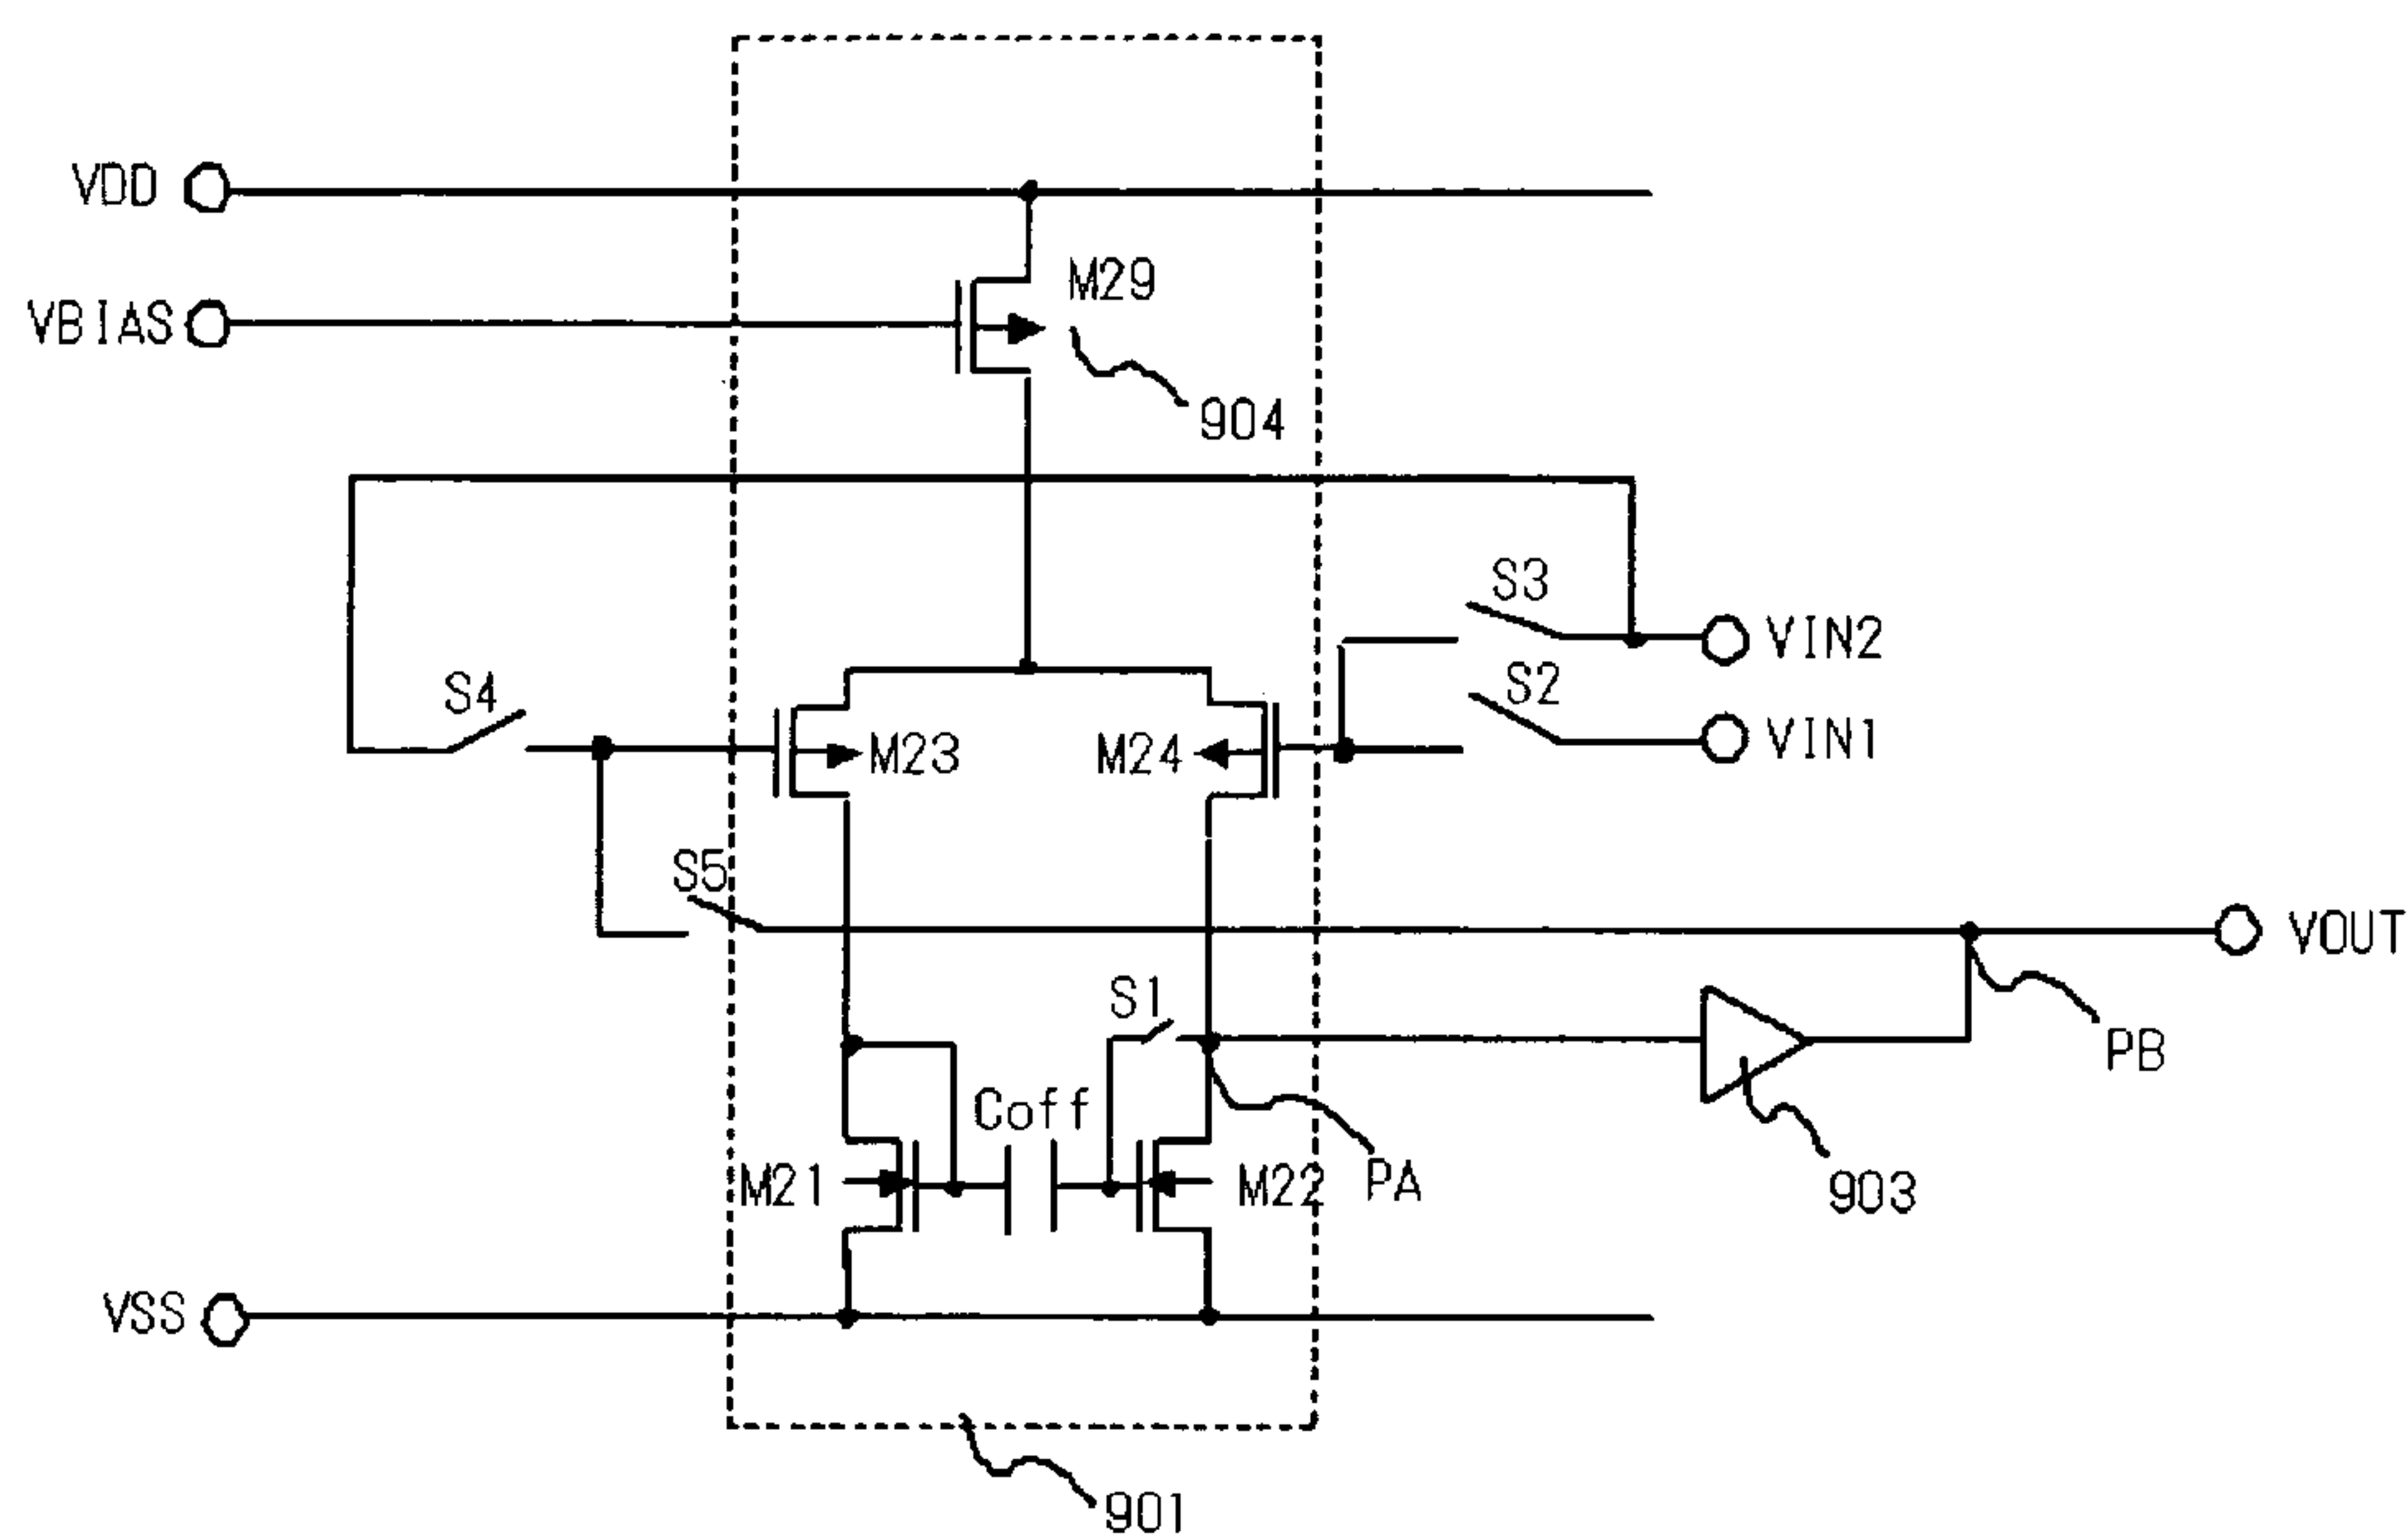 VDD
M29
VBIAS
904
S3
VIN2
S4
S2
M23
M24
VIN1
S5
VOUT
S1
PB
Coff
M21
M22
PA
903
VSS
901